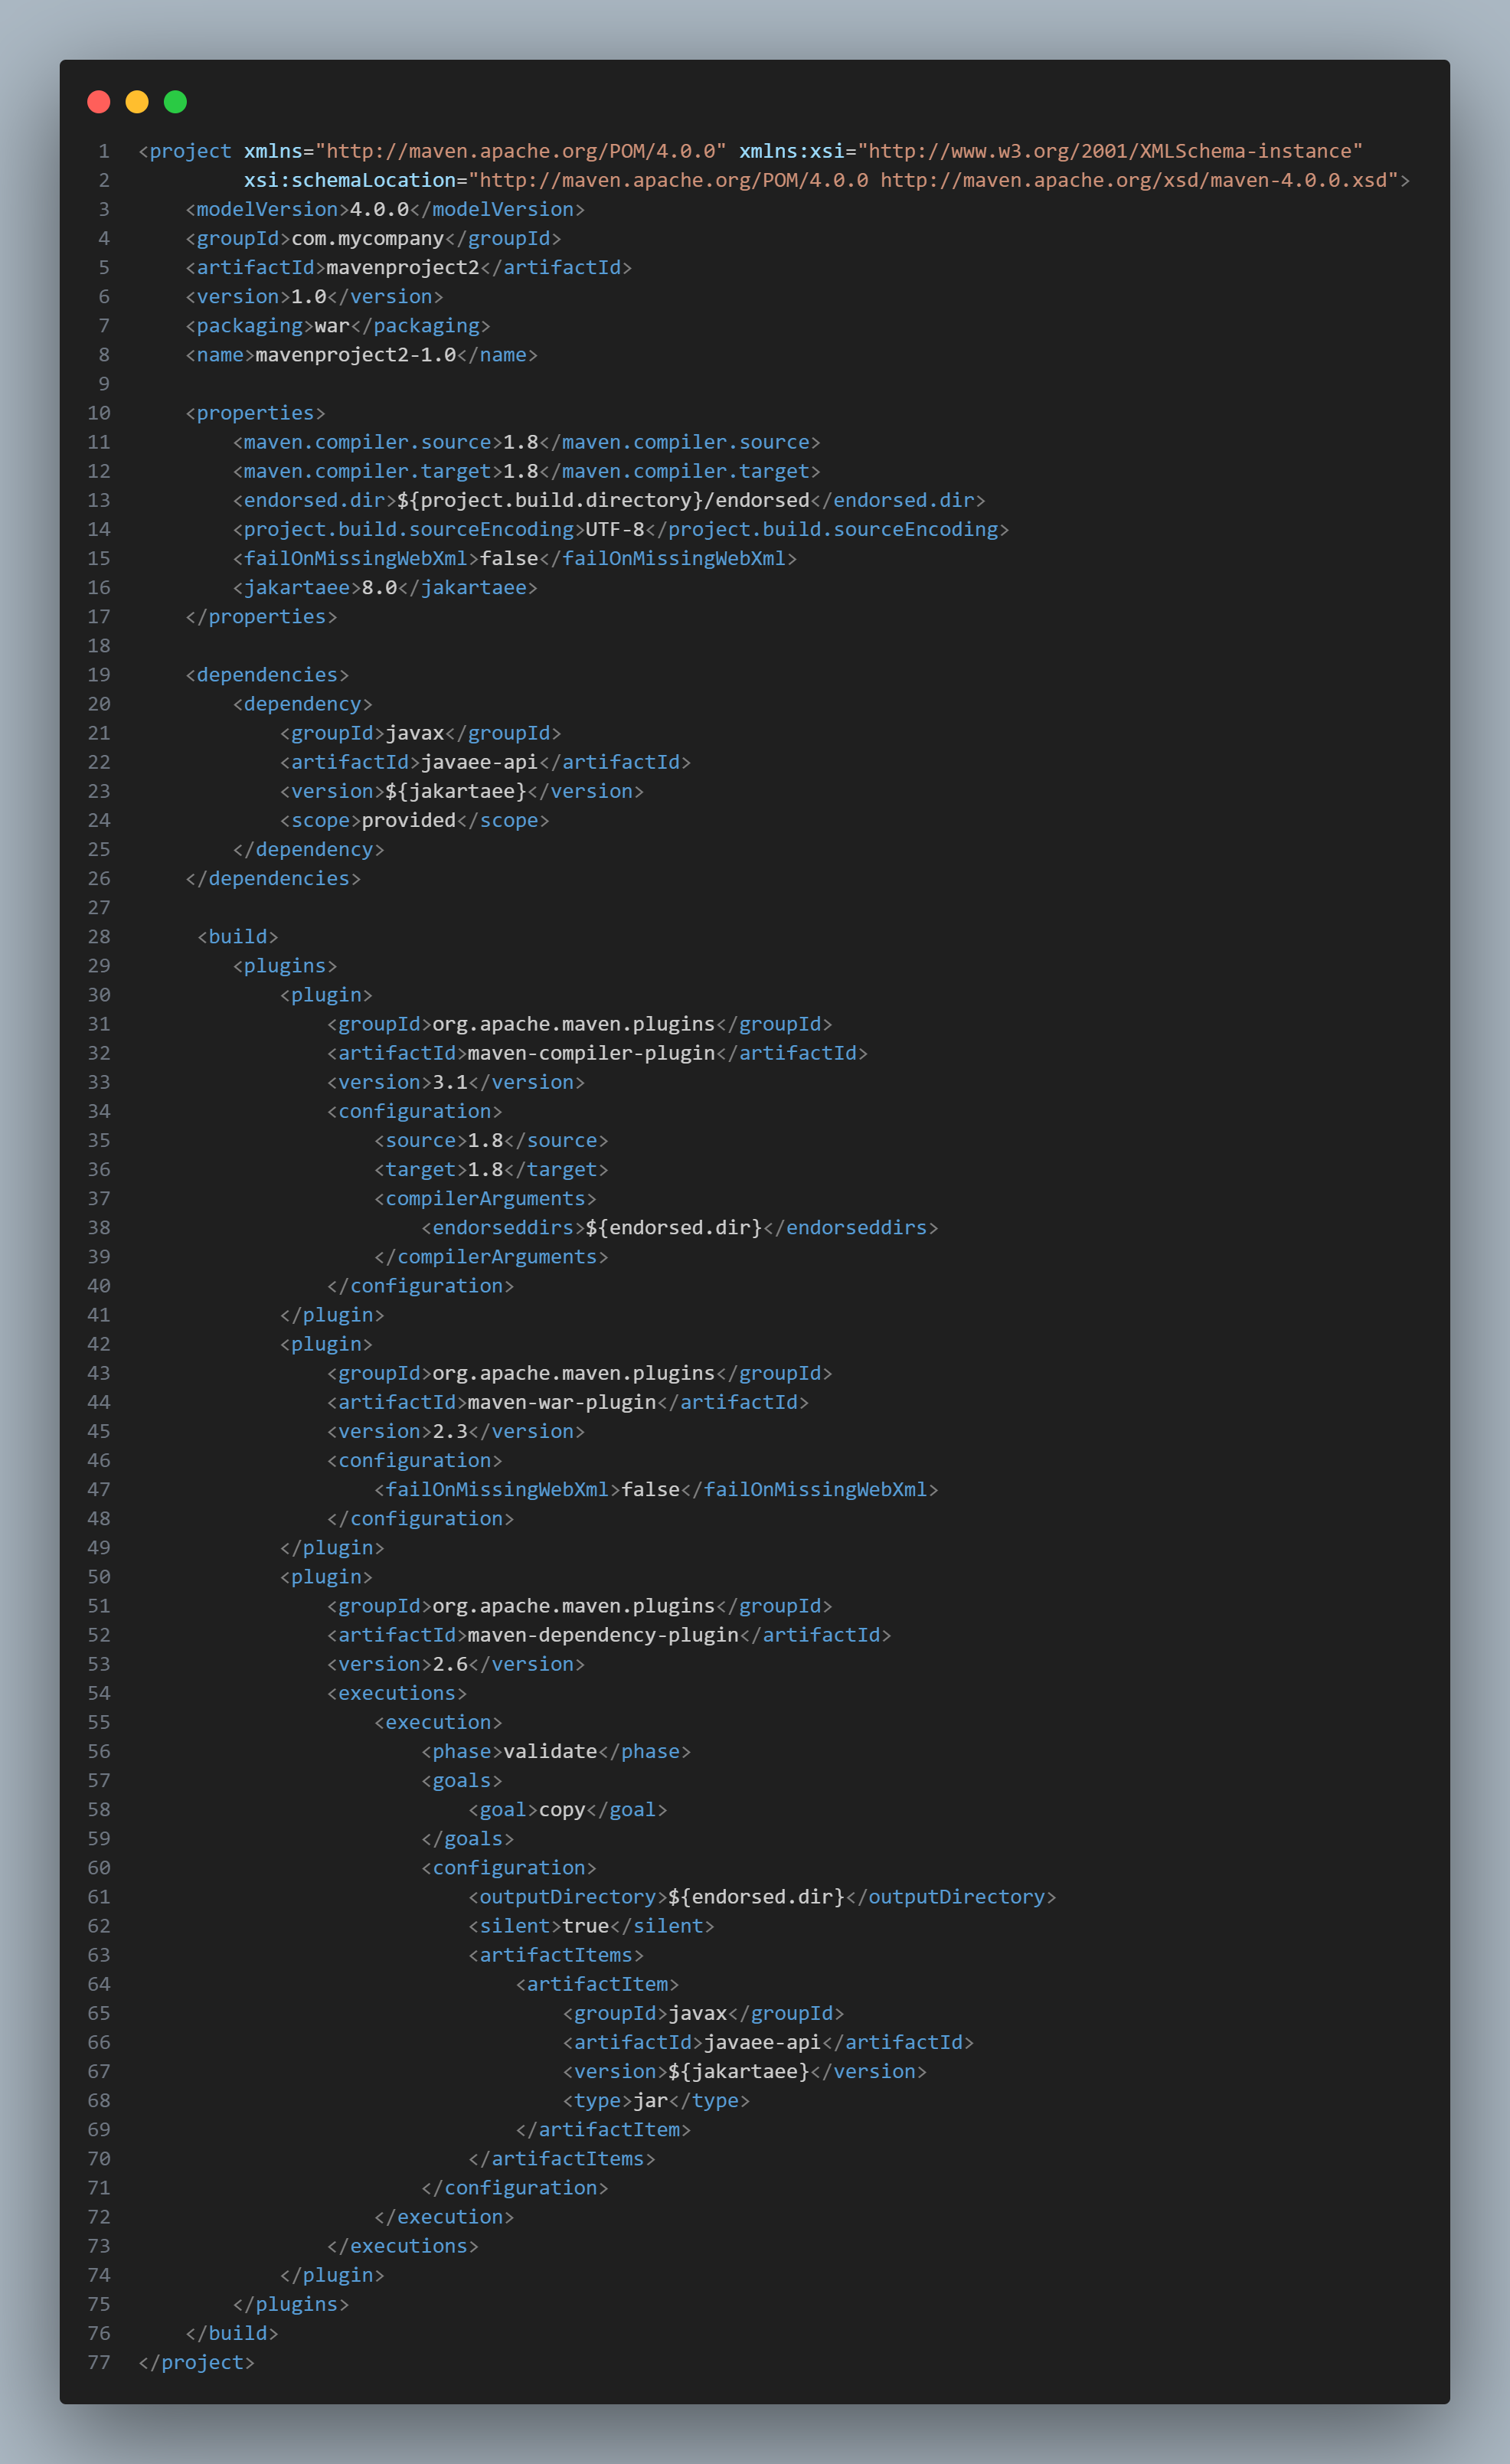 1 <project xmlns="http://maven.apache.org/POM/4.0.0" xmlns:xsi="http://www.w3.org/2001/XMLSchema-instance"
2          xsi:schemaLocation="http://maven.apache.org/POM/4.0.0 http://maven.apache.org/xsd/maven-4.0.0.xsd">
3     <modelVersion>4.0.0</modelVersion>
4     <groupId>com.mycompany</groupId>
5     <artifactId>mavenproject2</artifactId>
6     <version>1.0</version>
7     <packaging>war</packaging>
8     <name>mavenproject2-1.0</name>
9
10     <properties>
11         <maven.compiler.source>1.8</maven.compiler.source>
12         <maven.compiler.target>1.8</maven.compiler.target>
13         <endorsed.dir>${project.build.directory}/endorsed</endorsed.dir>
14         <project.build.sourceEncoding>UTF-8</project.build.sourceEncoding>
15         <failOnMissingWebXml>false</failOnMissingWebXml>
16         <jakartaee>8.0</jakartaee>
17     </properties>
18
19     <dependencies>
20         <dependency>
21             <groupId>javax</groupId>
22             <artifactId>javaee-api</artifactId>
23             <version>${jakartaee}</version>
24             <scope>provided</scope>
25         </dependency>
26     </dependencies>
27
28      <build>
29         <plugins>
30             <plugin>
31                 <groupId>org.apache.maven.plugins</groupId>
32                 <artifactId>maven-compiler-plugin</artifactId>
33                 <version>3.1</version>
34                 <configuration>
35                     <source>1.8</source>
36                     <target>1.8</target>
37                     <compilerArguments>
38                         <endorseddirs>${endorsed.dir}</endorseddirs>
39                     </compilerArguments>
40                 </configuration>
41             </plugin>
42             <plugin>
43                 <groupId>org.apache.maven.plugins</groupId>
44                 <artifactId>maven-war-plugin</artifactId>
45                 <version>2.3</version>
46                 <configuration>
47                     <failOnMissingWebXml>false</failOnMissingWebXml>
48                 </configuration>
49             </plugin>
50             <plugin>
51                 <groupId>org.apache.maven.plugins</groupId>
52                 <artifactId>maven-dependency-plugin</artifactId>
53                 <version>2.6</version>
54                 <executions>
55                     <execution>
56                         <phase>validate</phase>
57                         <goals>
58                             <goal>copy</goal>
59                         </goals>
60                         <configuration>
61                             <outputDirectory>${endorsed.dir}</outputDirectory>
62                             <silent>true</silent>
63                             <artifactItems>
64                                 <artifactItem>
65                                     <groupId>javax</groupId>
66                                     <artifactId>javaee-api</artifactId>
67                                     <version>${jakartaee}</version>
68                                     <type>jar</type>
69                                 </artifactItem>
70                             </artifactItems>
71                         </configuration>
72                     </execution>
73                 </executions>
74             </plugin>
75         </plugins>
76     </build>
77 </project>